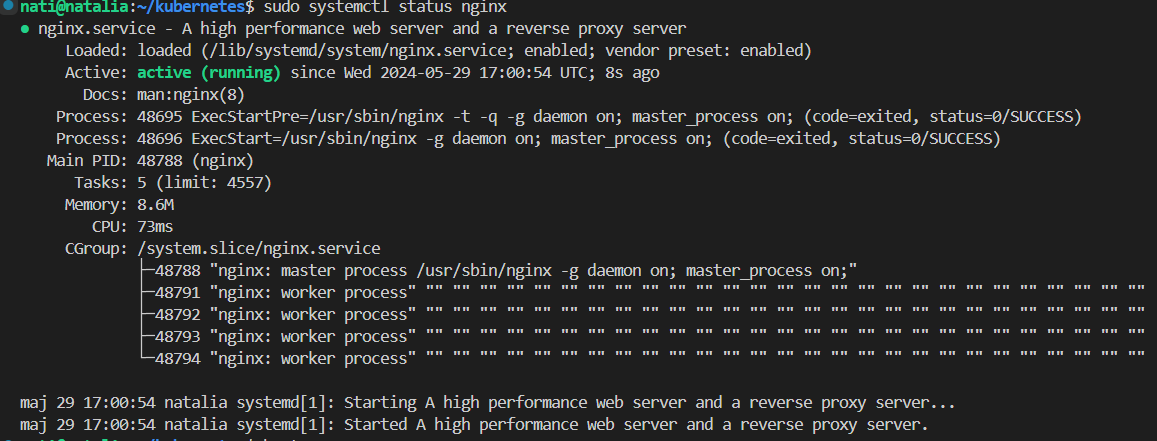 nati@natalia:~/kubernetes$ sudo systemctl status nginx
● nginx.service - A high performance web server and a reverse proxy server
Loaded: loaded (/lib/systemd/system/nginx.service; enabled; vendor preset: enabled)
Active: active (running) since Wed 2024-05-29 17:00:54 UTC; 8s ago
Docs: man:nginx(8)
Process: 48695 ExecStartPre=/usr/sbin/nginx -t -q -g daemon on; master_process on; (code=exited, status=0/SUCCESS)
Process: 48696 ExecStart=/usr/sbin/nginx -g daemon on; master_process on; (code=exited, status=0/SUCCESS)
Main PID: 48788 (nginx)
Tasks: 5 (limit: 4557)
Memory: 8.6M
CPU: 73ms
CGroup: /system.slice/nginx.service
├─48788 "nginx: master process /usr/sbin/nginx -g daemon on; master_process on;"
├─48791 "nginx: worker process" "" "" "" "" "" "" "" "" "" "" "" "" "" "" "" "" "" "" "" "" "" "" "" "" "" "" ""
├─48792 "nginx: worker process" "" "" "" "" "" "" "" "" "" "" "" "" "" "" "" "" "" "" "" "" "" "" "" "" "" "" ""
├─48793 "nginx: worker process" "" "" "" "" "" "" "" "" "" "" "" "" "" "" "" "" "" "" "" "" "" "" "" "" "" "" ""
└─48794 "nginx: worker process" "" "" "" "" "" "" "" "" "" "" "" "" "" "" "" "" "" "" "" "" "" "" "" "" "" "" ""
maj 29 17:00:54 natalia systemd[1]: Starting A high performance web server and a reverse proxy server...
maj 29 17:00:54 natalia systemd[1]: Started A high performance web server and a reverse proxy server.